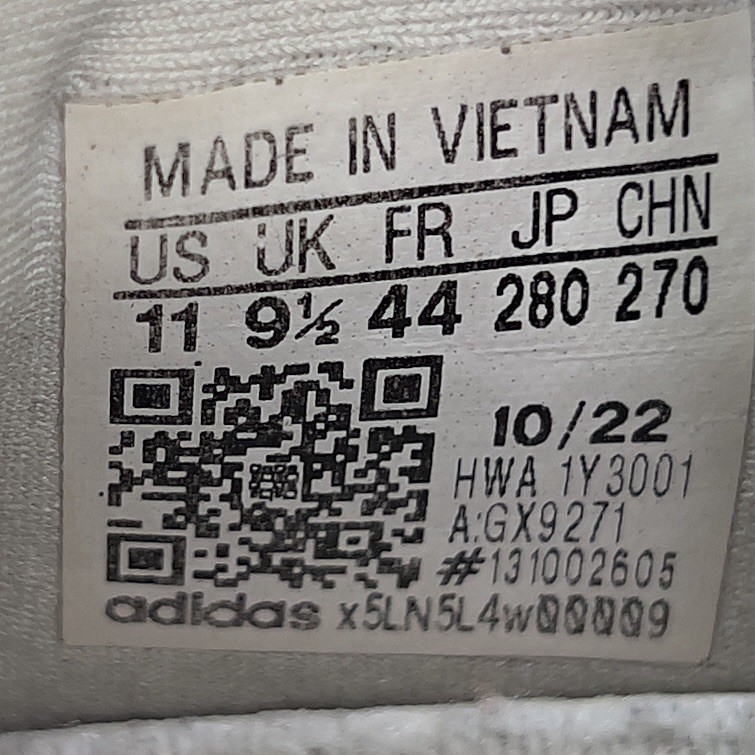 MADE IN VIETNAM
US UK FR JP CHN
11 9½ 44 280 270
10/22
HWA 1Y3001
A:GX9271
#131002605
adidas x5LN5L4w00009